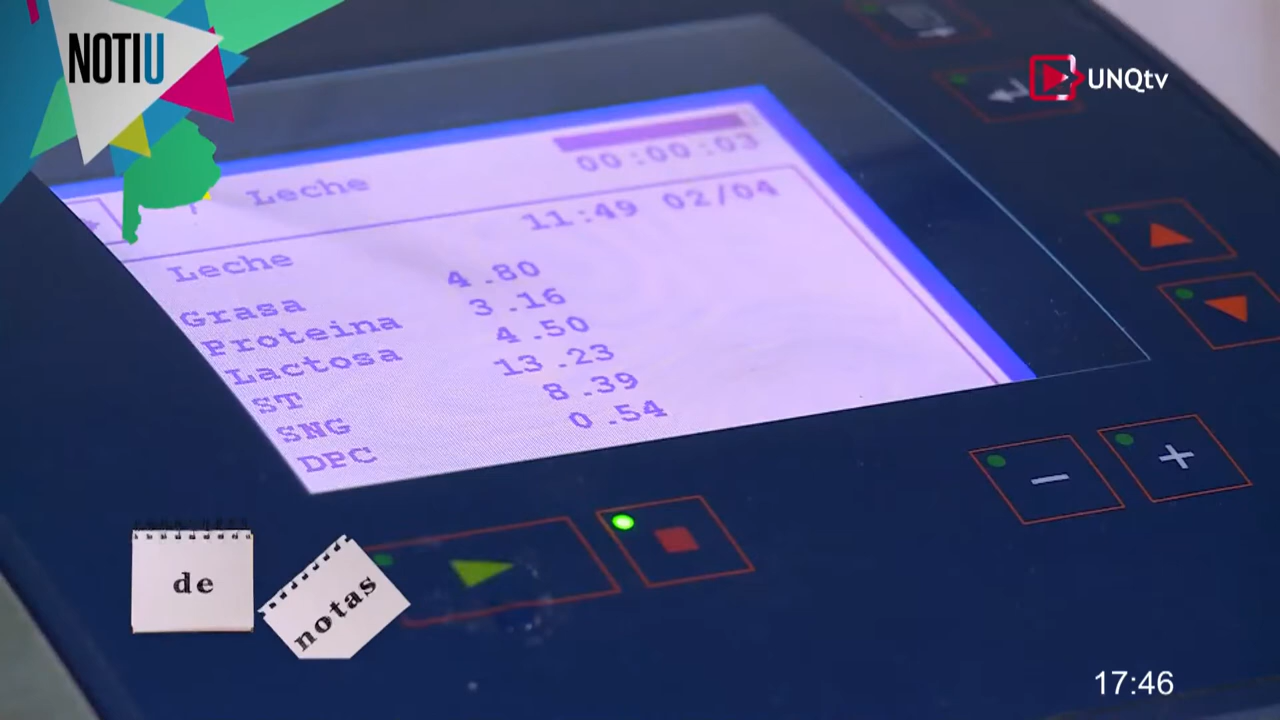 NOTIU
UNQtv
Leche
00:00:03
11:49 02/04
Leche
Grasa 4.80
Proteina 3.16
Lactosa 4.50
ST 13.23
SNG 8.39
DPC 0.54
de
notas
17:46